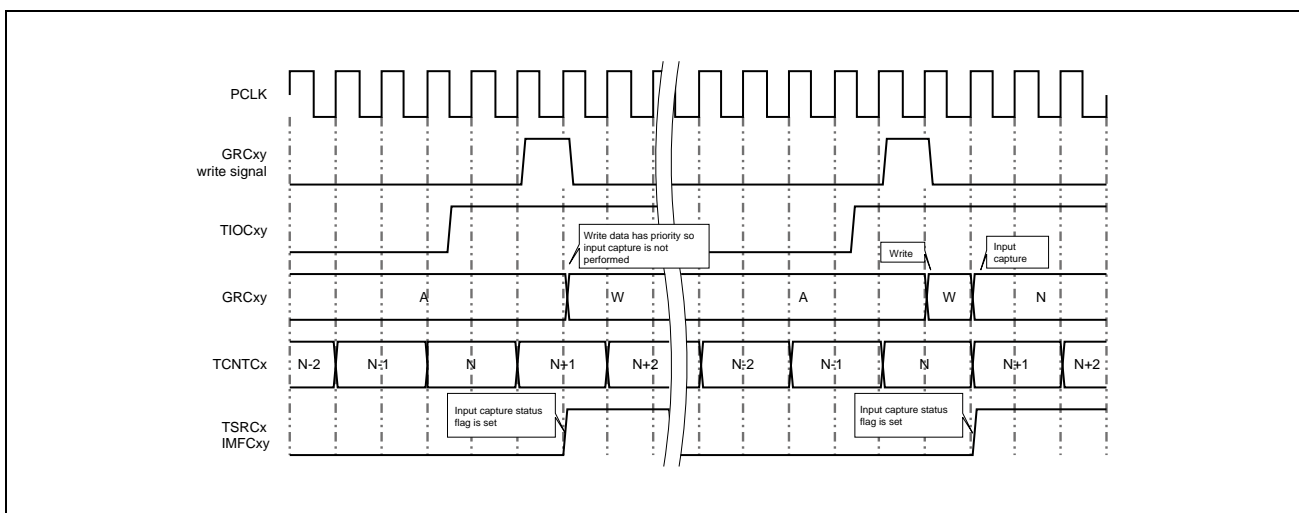 PCLK
GRCxy
write signal
TIOCxy
Write data has priority so
input capture is not
performed
Write
Input
capture
GRCxy
A
W
A
W
N
TCNTCx
N-2
N-1
N
N+1
N+2
N-2
N-1
N
N+1
N+2
Input capture status
flag is set
Input capture status
flag is set
TSRCx
IMFCxy